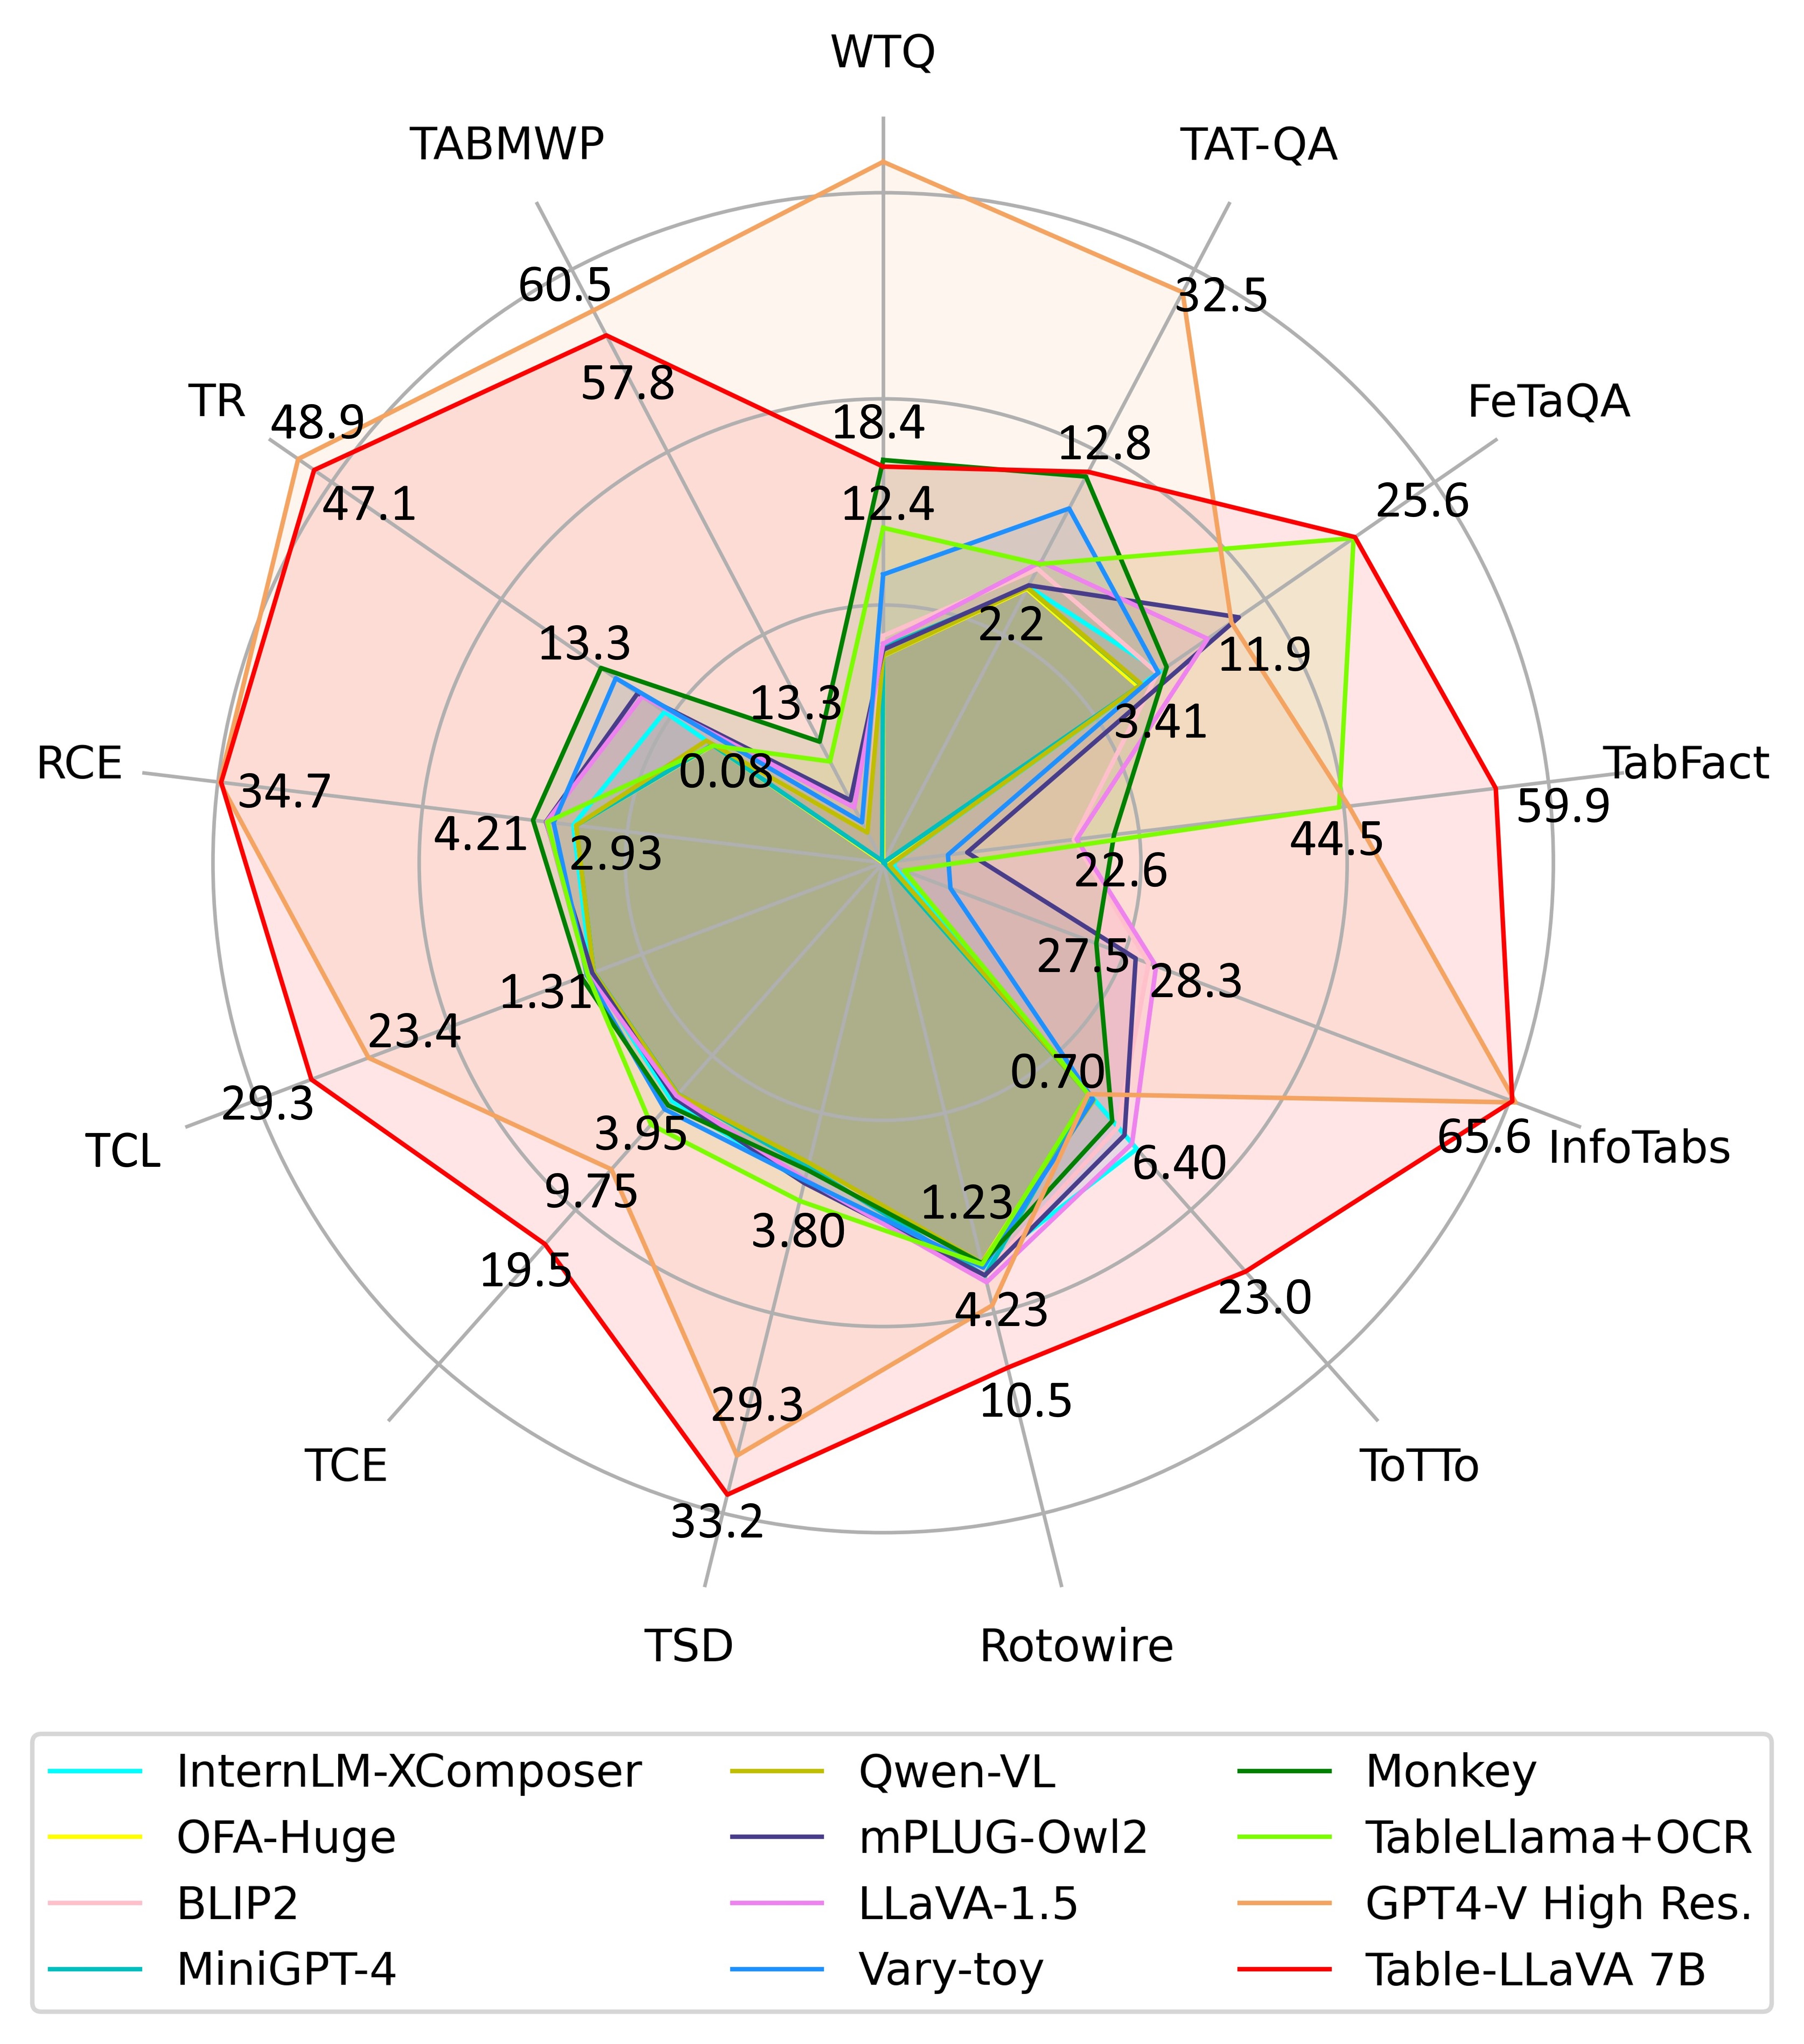 WTQ
TABMWP
TAT-QA
60.5
32.5
57.8
TR
48.9
18.4
12.8
FeTaQA
47.1
12.4
25.6
13.3
2.2
11.9
13.3
3.41
RCE
34.7
0.08
TabFact
59.9
4.21
2.93
44.5
22.6
1.31
27.5
28.3
23.4
0.70
29.3
TCL
3.95
65.6
InfoTabs
9.75
6.40
3.80
1.23
19.5
4.23
23.0
29.3
10.5
TCE
ToTTo
33.2
TSD
Rotowire
InternLM-XComposer
Qwen-VL
Monkey
OFA-Huge
mPLUG-Owl2
TableLlama+OCR
BLIP2
LLaVA-1.5
GPT4-V High Res.
MiniGPT-4
Vary-toy
Table-LLaVA 7B